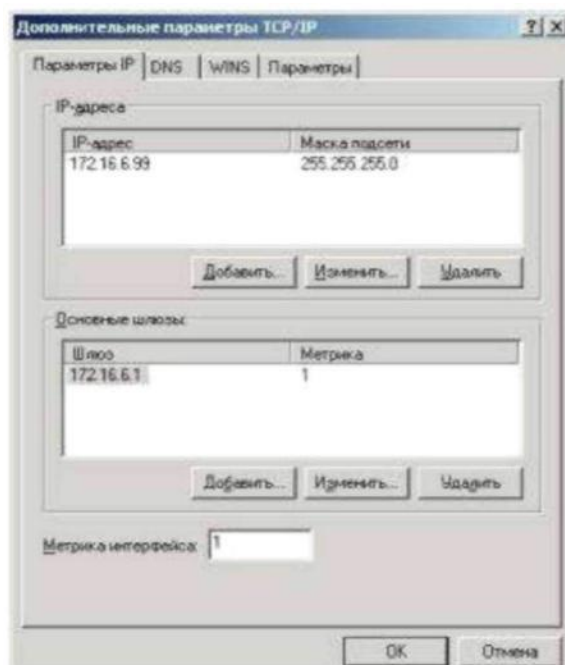 Дополнительные параметры TCP/IP
Параметры IP DNS WINS Параметры
IP-адреса
IP-адрес Маска подсети
172.16.6.99 255.255.255.0
Добавить... Изменить... Удалить
Основные шлюзы:
Шлюз Метрика
172.16.6.1 1
Добавить... Изменить... Удалить
Метрика интерфейса: 1
OK Отмена